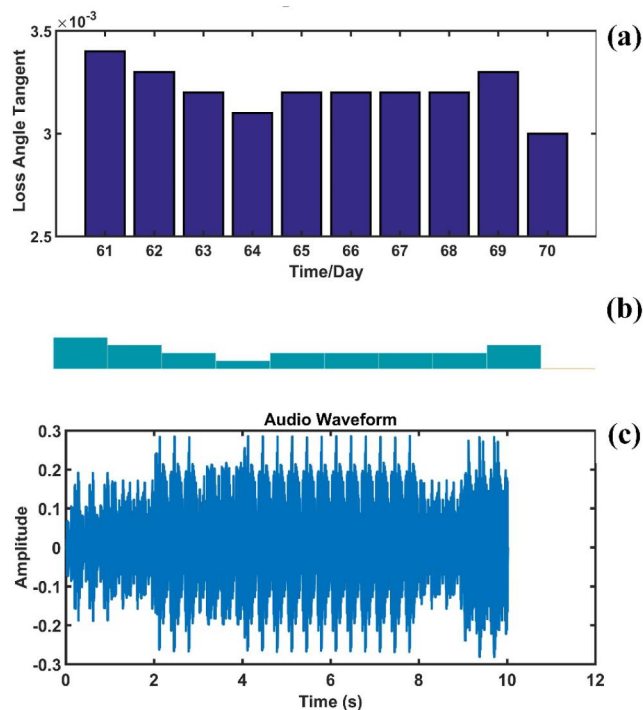 ×10⁻³
(a)
3.5
3
2.5
Loss Angle Tangent
61 62 63 64 65 66 67 68 69 70
Time/Day
(b)
Audio Waveform
(c)
0.3
0.2
0.1
0
-0.1
-0.2
-0.3
Amplitude
0 2 4 6 8 10 12
Time (s)